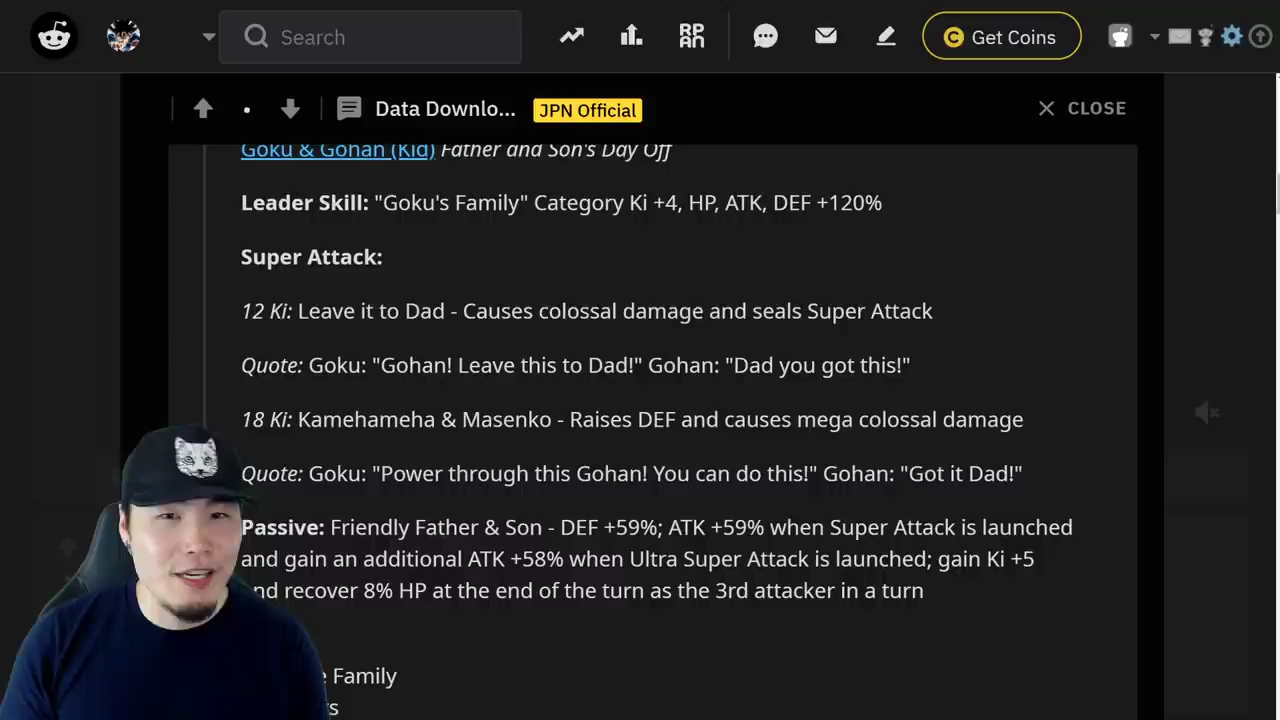 Search
RPAN
C Get Coins
Data Downlo... JPN Official
CLOSE
Goku & Gohan (Kid) Father and Son's Day Off
Leader Skill: "Goku's Family" Category Ki +4, HP, ATK, DEF +120%
Super Attack:
12 Ki: Leave it to Dad - Causes colossal damage and seals Super Attack
Quote: Goku: "Gohan! Leave this to Dad!" Gohan: "Dad you got this!"
18 Ki: Kamehameha & Masenko - Raises DEF and causes mega colossal damage
Quote: Goku: "Power through this Gohan! You can do this!" Gohan: "Got it Dad!"
Passive: Friendly Father & Son - DEF +59%; ATK +59% when Super Attack is launched
and gain an additional ATK +58% when Ultra Super Attack is launched; gain Ki +5
nd recover 8% HP at the end of the turn as the 3rd attacker in a turn
Family